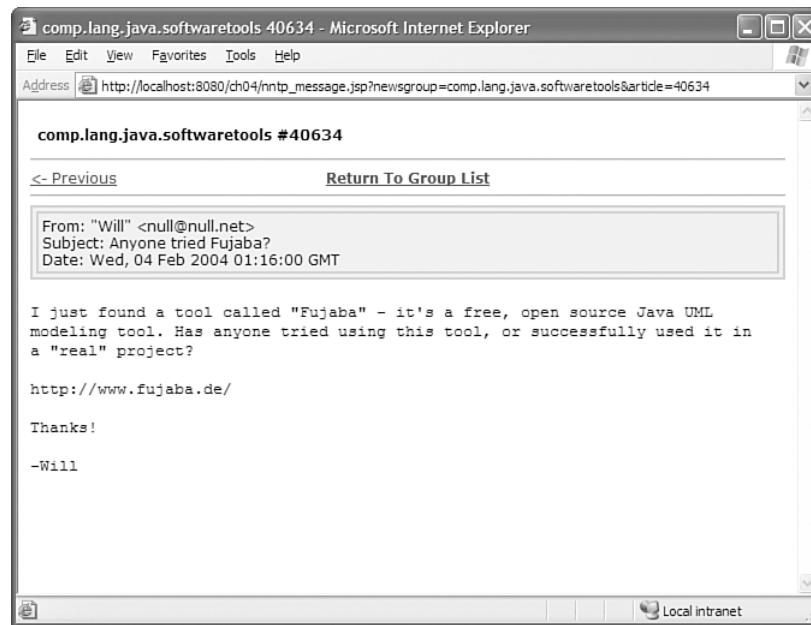 comp.lang.java.softwaretools 40634 - Microsoft Internet Explorer
File Edit View Favorites Tools Help
Address http://localhost:8080/ch04/nntp_message.jsp?newsgroup=comp.lang.java.softwaretools&article=40634
comp.lang.java.softwaretools #40634
<- Previous Return To Group List
From: "Will" <null@null.net>
Subject: Anyone tried Fujaba?
Date: Wed, 04 Feb 2004 01:16:00 GMT
I just found a tool called "Fujaba" - it's a free, open source Java UML
modeling tool. Has anyone tried using this tool, or successfully used it in
a "real" project?
http://www.fujaba.de/
Thanks!
-Will
Local intranet